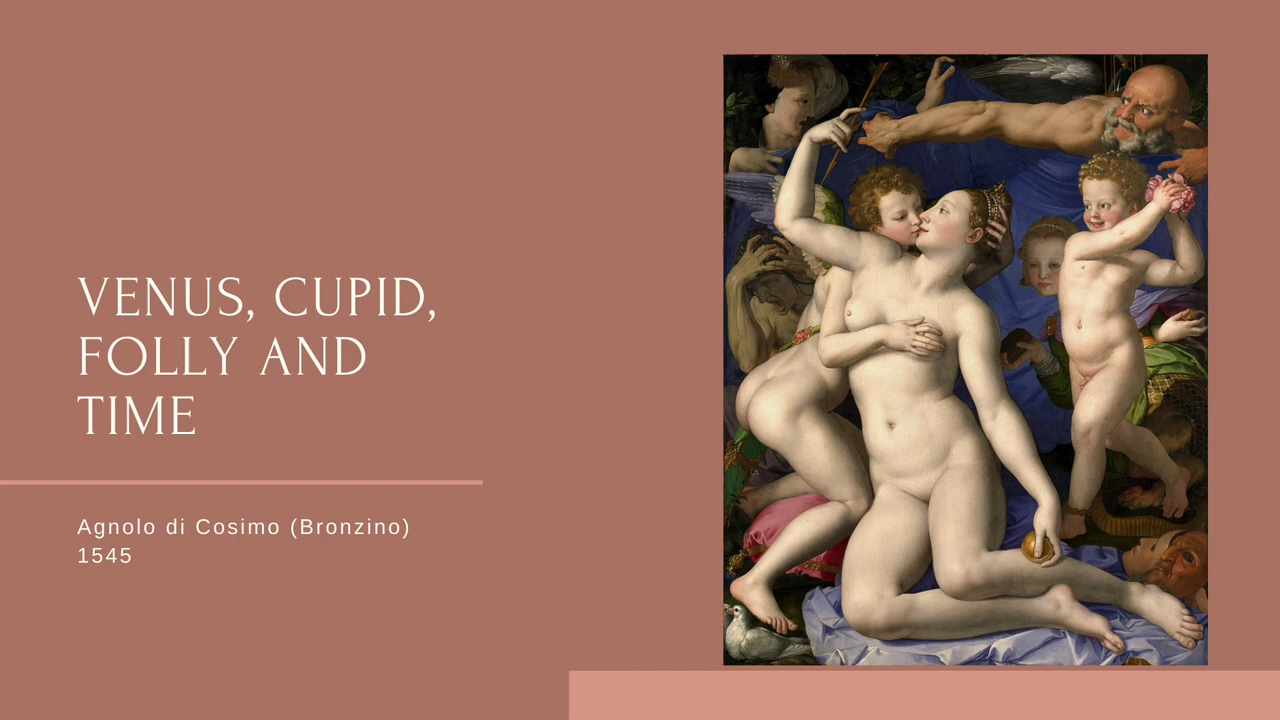 VENUS, CUPID,
FOLLY AND
TIME
Agnolo di Cosimo (Bronzino)
1545